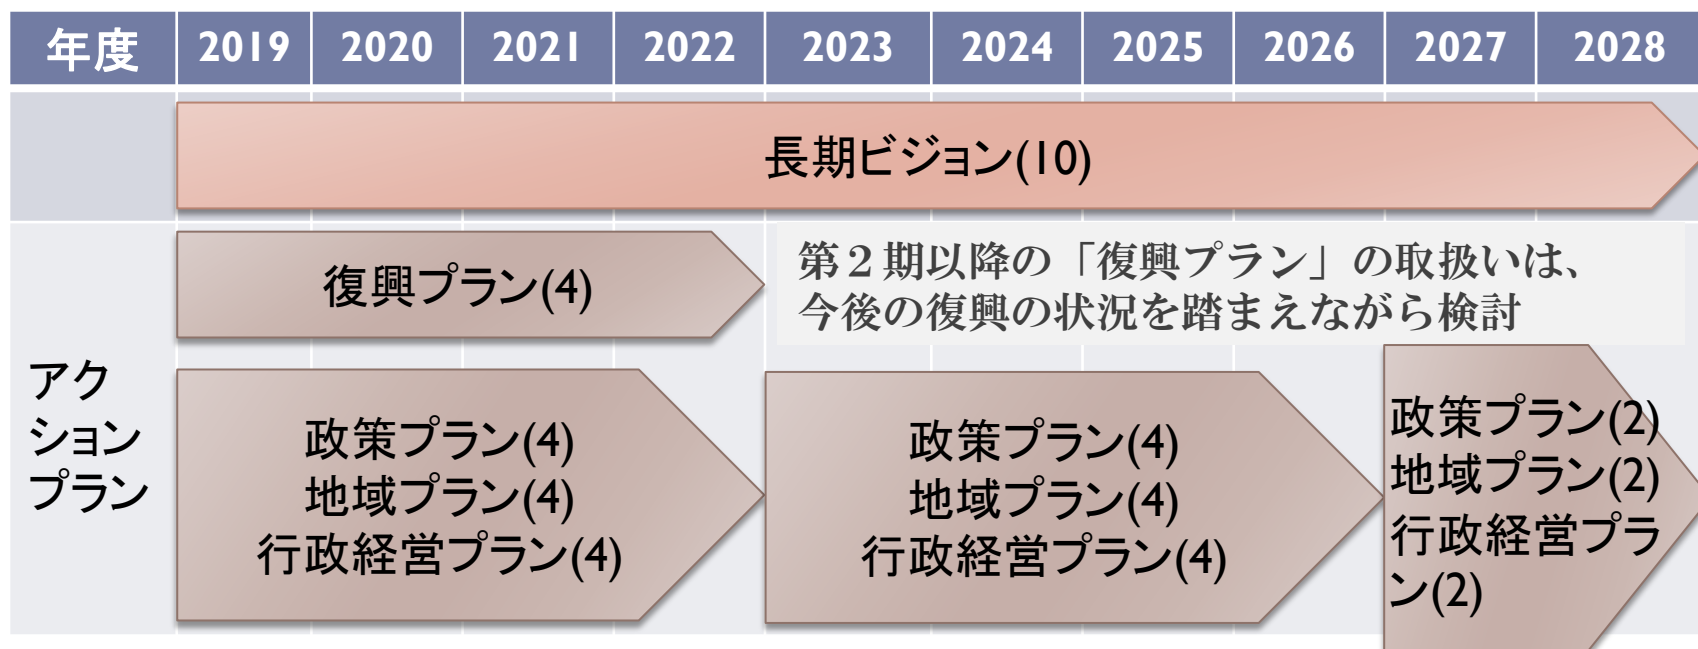 年度 2019 2020 2021 2022 2023 2024 2025 2026 2027 2028
長期ビジョン(10)
復興プラン(4)
第２期以降の「復興プラン」の取扱いは、
今後の復興の状況を踏まえながら検討
アク
ション
プラン
政策プラン(4)
地域プラン(4)
行政経営プラン(4)
政策プラン(4)
地域プラン(4)
行政経営プラン(4)
政策プラン(2)
地域プラン(2)
行政経営プラ
ン(2)